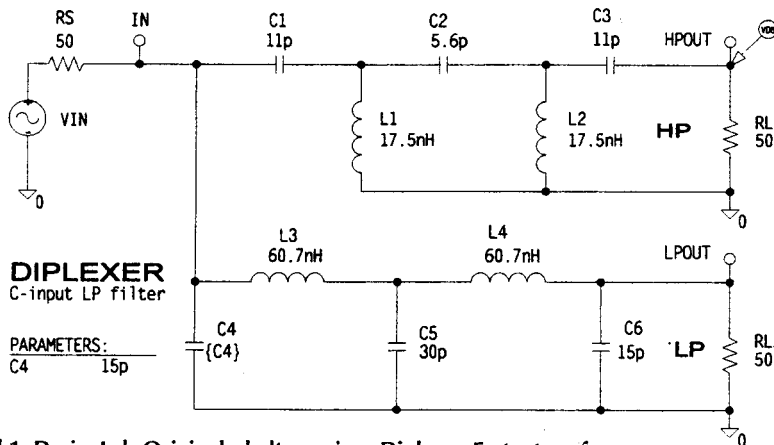 RS
50
IN
C1
11p
C2
5.6p
C3
11p
HPOUT
VDB
VIN
L1
17.5nH
L2
17.5nH
HP
RL
50
0
0
L3
60.7nH
L4
60.7nH
LPOUT
DIPLEXER
C-input LP filter
C4
{C4}
C5
30p
C6
15p
LP
RL
50
PARAMETERS:
C4 15p
0